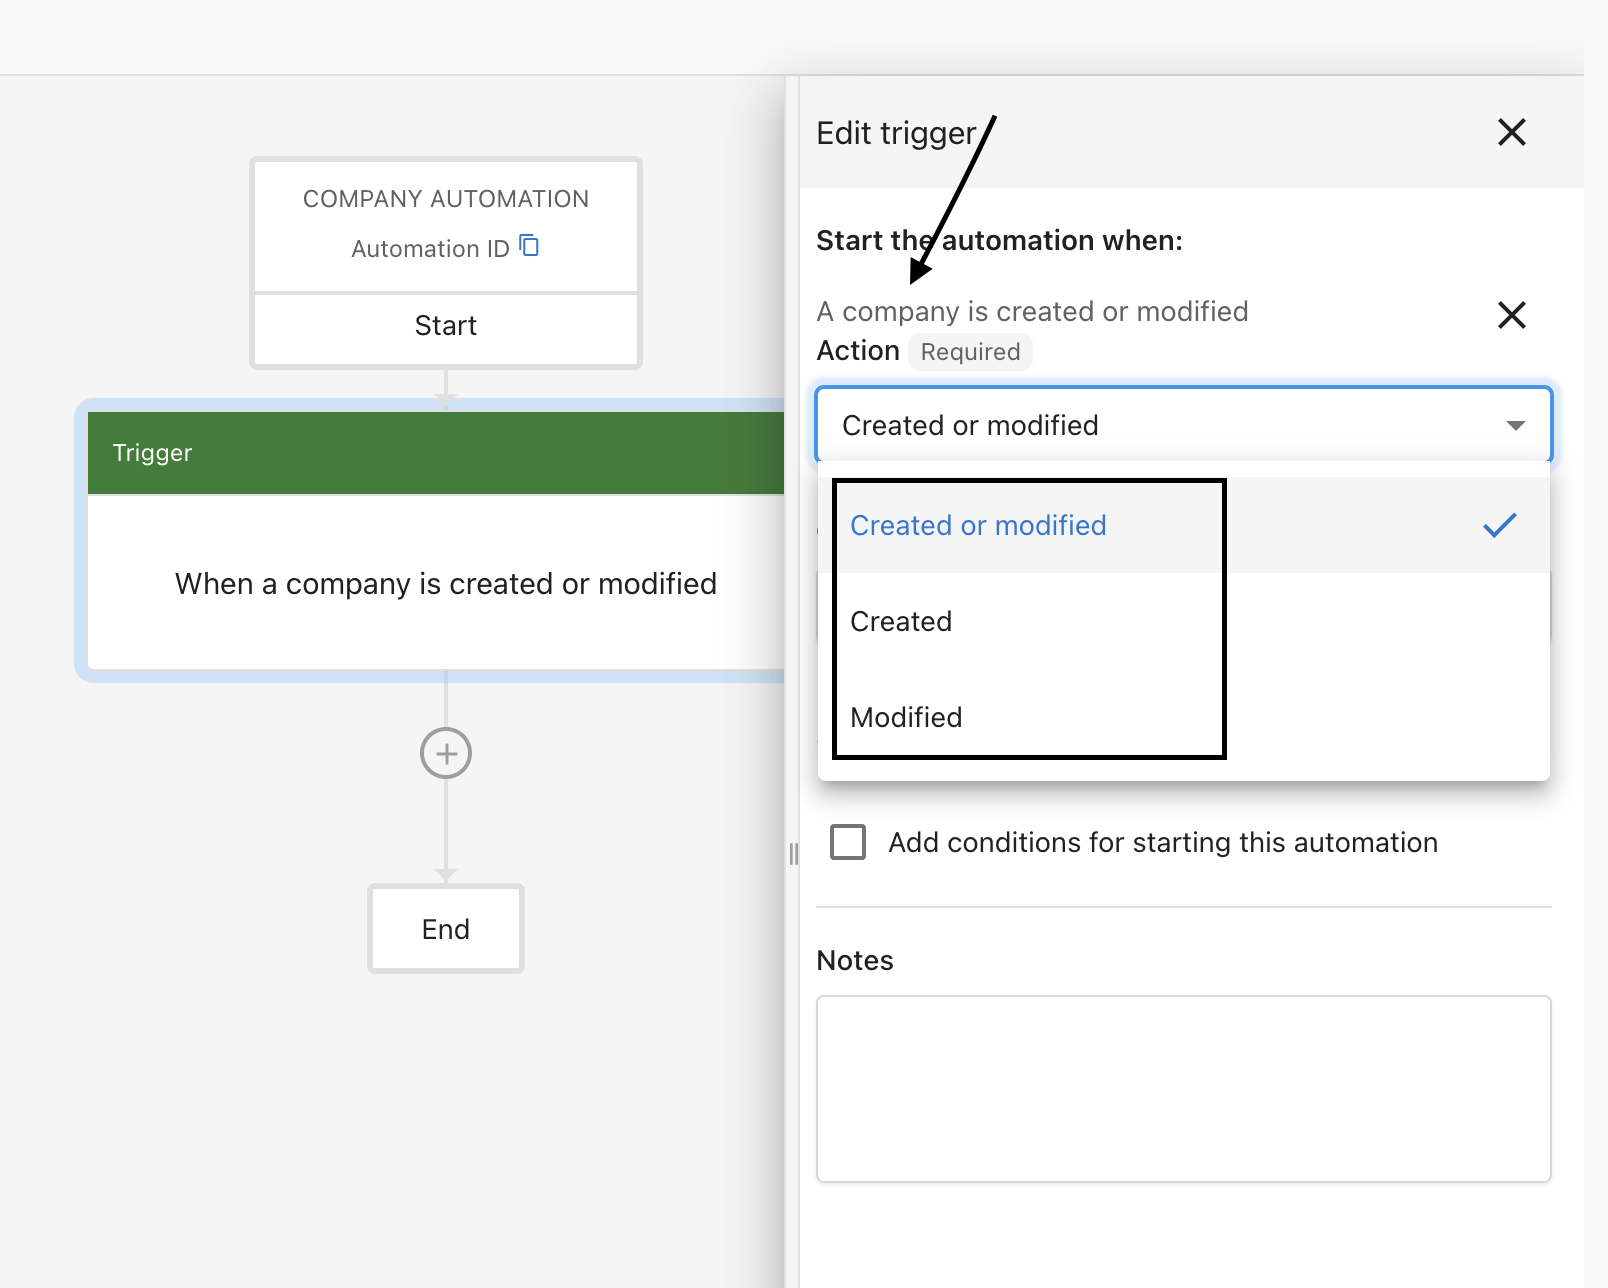 COMPANY AUTOMATION
Automation ID
Start
Trigger
When a company is created or modified
End
Edit trigger
Start the automation when:
A company is created or modified
Action Required
Created or modified
Created or modified
Created
Modified
Add conditions for starting this automation
Notes